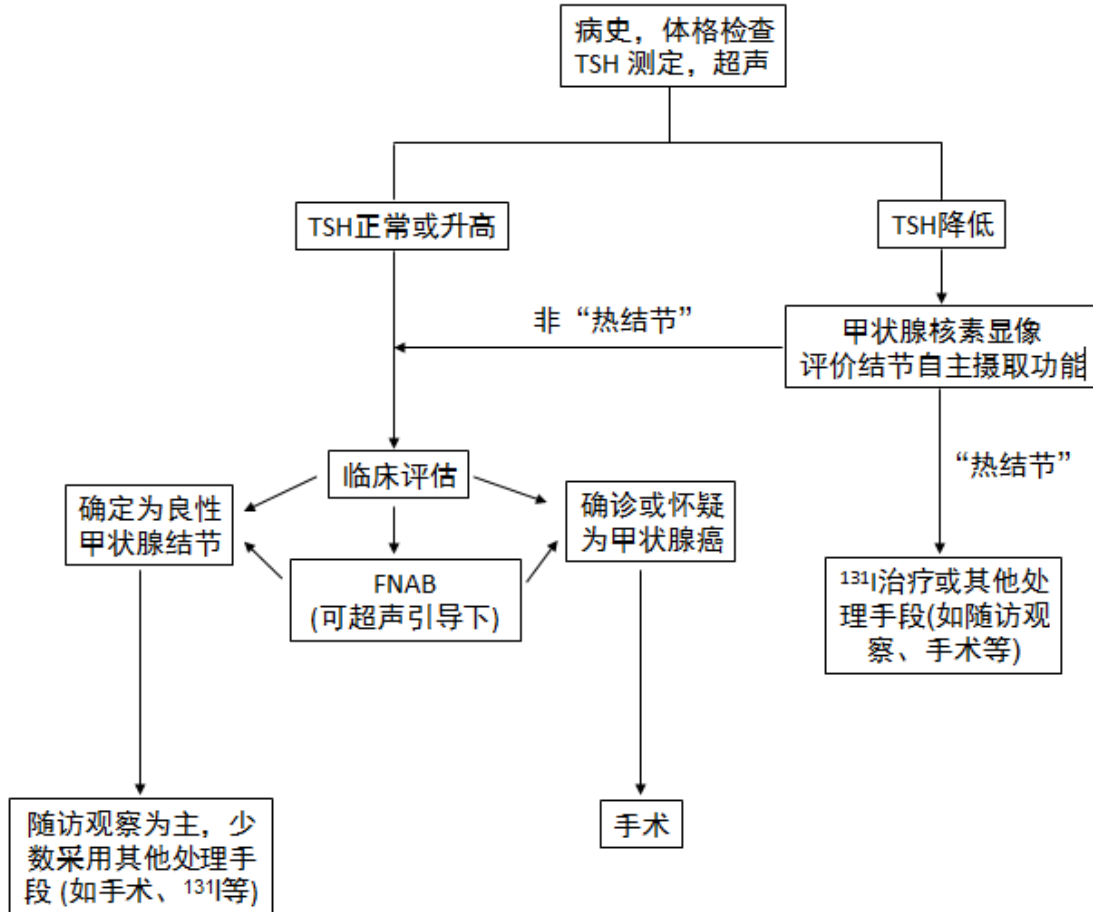 病史，体格检查
TSH 测定，超声
TSH正常或升高
TSH降低
非“热结节”
甲状腺核素显像
评价结节自主摄取功能
“热结节”
临床评估
确定为良性
甲状腺结节
确诊或怀疑
为甲状腺癌
FNAB
(可超声引导下)
¹³¹I治疗或其他处
理手段(如随访观
察、手术等)
随访观察为主，少
数采用其他处理手
段 (如手术、¹³¹I等)
手术